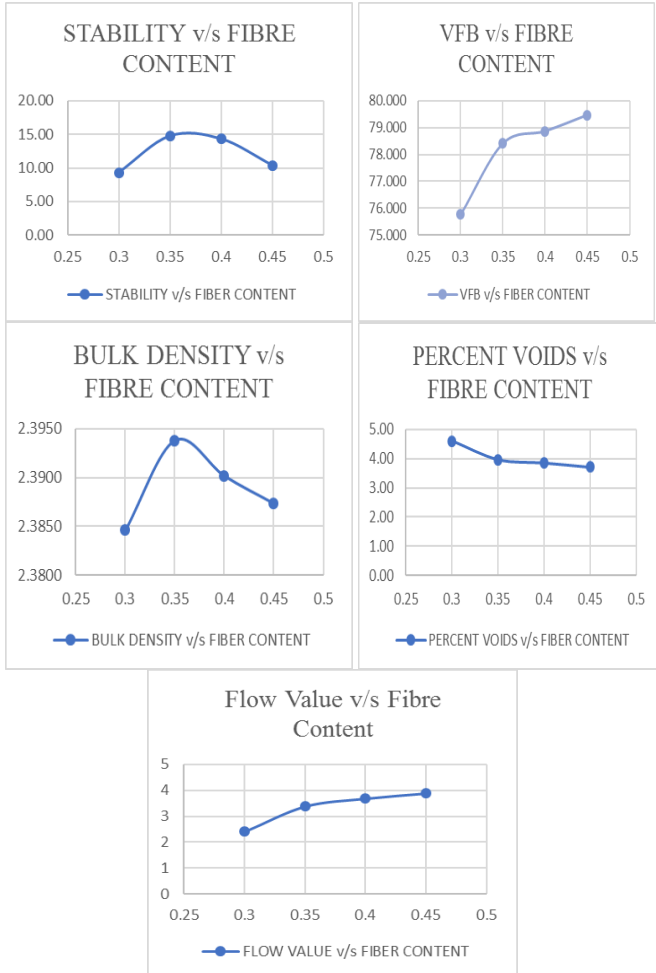 STABILITY v/s FIBRE
CONTENT
20.00
15.00
10.00
5.00
0.00
0.25 0.3 0.35 0.4 0.45 0.5
STABILITY v/s FIBER CONTENT
VFB v/s FIBRE
CONTENT
80.000
79.000
78.000
77.000
76.000
75.000
0.25 0.3 0.35 0.4 0.45 0.5
VFB v/s FIBER CONTENT
BULK DENSITY v/s
FIBRE CONTENT
2.3950
2.3900
2.3850
2.3800
0.25 0.3 0.35 0.4 0.45 0.5
BULK DENSITY v/s FIBER CONTENT
PERCENT VOIDS v/s
FIBRE CONTENT
5.00
4.00
3.00
2.00
1.00
0.00
0.25 0.3 0.35 0.4 0.45 0.5
PERCENT VOIDS v/s FIBER CONTENT
Flow Value v/s Fibre
Content
5
4
3
2
1
0
0.25 0.3 0.35 0.4 0.45 0.5
FLOW VALUE v/s FIBER CONTENT